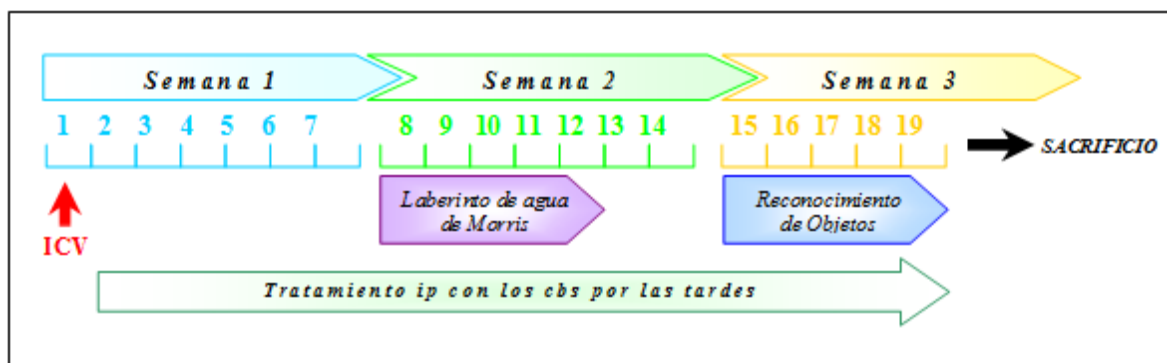 Semana 1 Semana 2 Semana 3
1 2 3 4 5 6 7 8 9 10 11 12 13 14 15 16 17 18 19
SACRIFICIO
ICV
Laberinto de agua
de Morris
Reconocimiento
de Objetos
Tratamiento ip con los cbs por las tardes